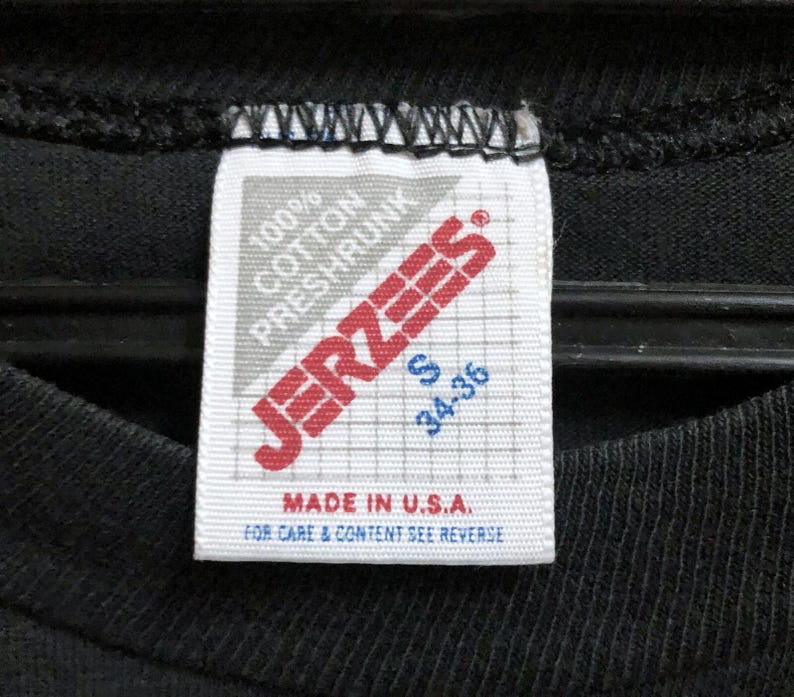 100%
COTTON
PRESHRUNK
JERZEES®
S
34-36
MADE IN U.S.A.
FOR CARE & CONTENT SEE REVERSE